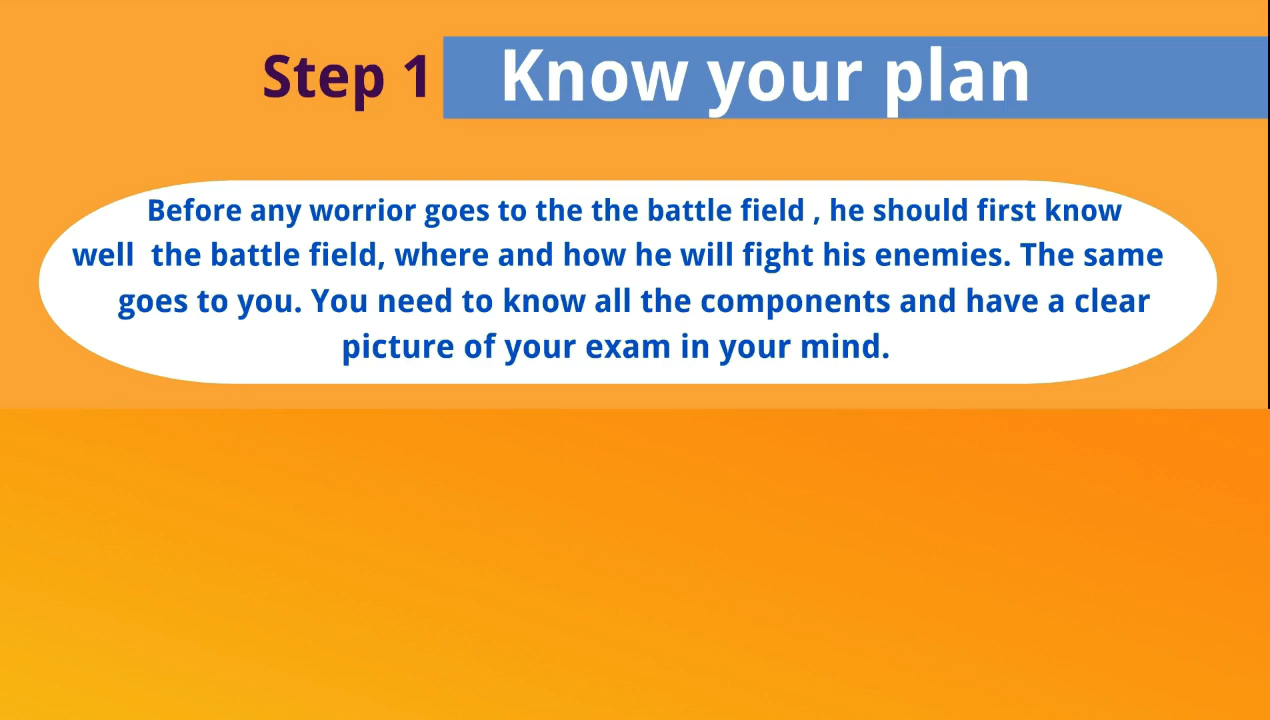 Step 1 Know your plan
Before any worrior goes to the the battle field , he should first know
well the battle field, where and how he will fight his enemies. The same
goes to you. You need to know all the components and have a clear
picture of your exam in your mind.